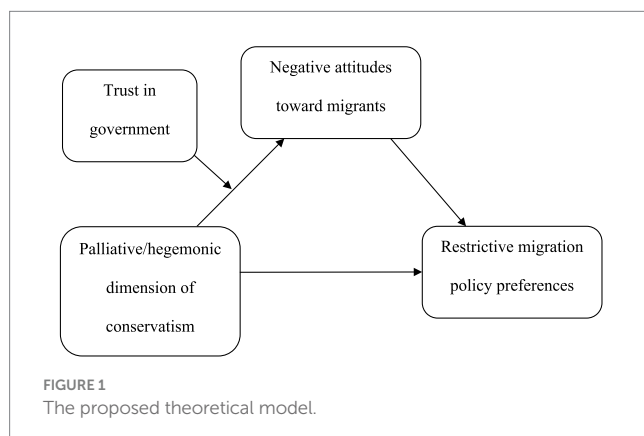 Negative attitudes
toward migrants
Trust in
government
Palliative/hegemonic
dimension of
conservatism
Restrictive migration
policy preferences
FIGURE 1
The proposed theoretical model.